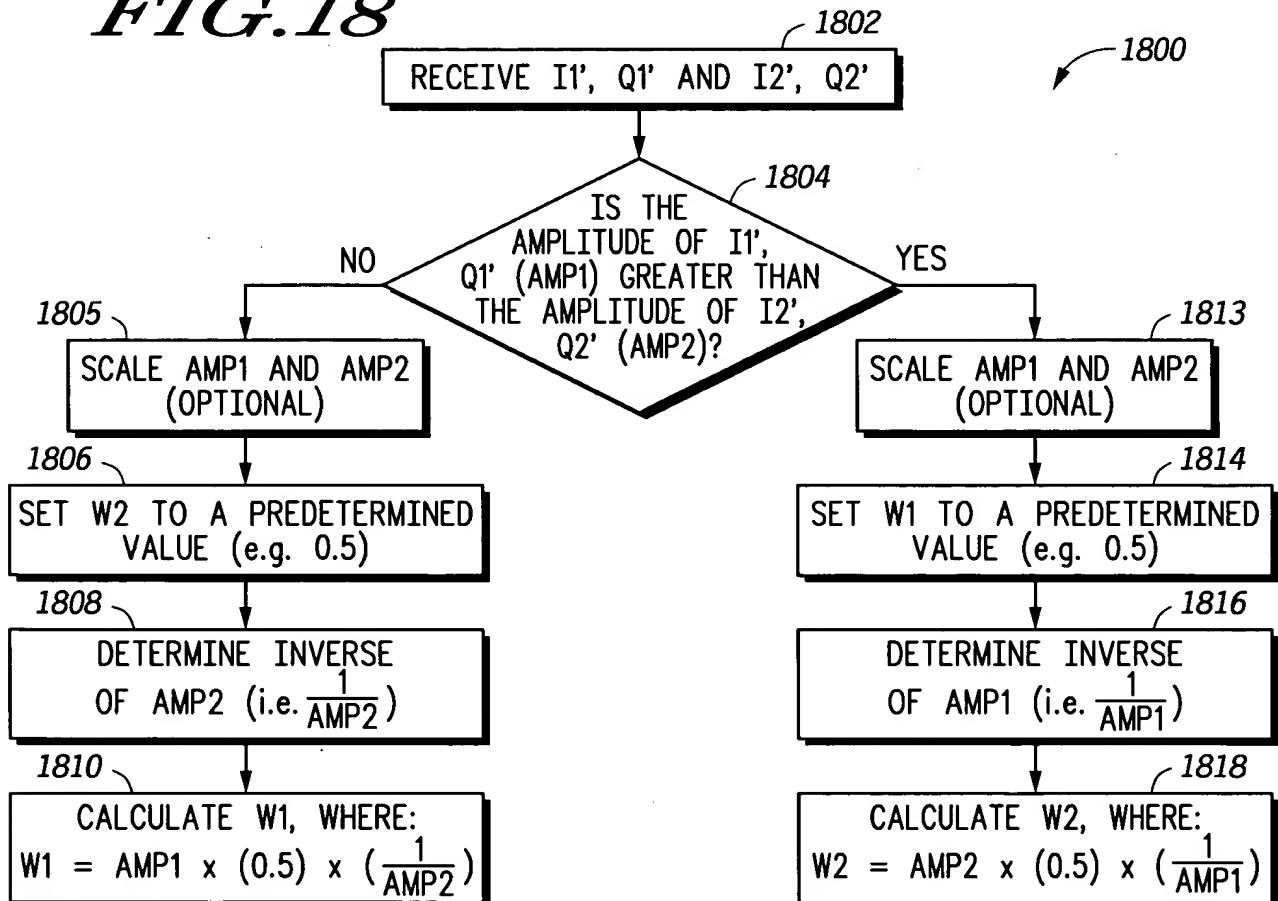 FIG.18
1802
1800
RECEIVE I1', Q1' AND I2', Q2'
1804
IS THE
AMPLITUDE OF I1',
Q1' (AMP1) GREATER THAN
THE AMPLITUDE OF I2',
Q2' (AMP2)?
NO
YES
1805
SCALE AMP1 AND AMP2
(OPTIONAL)
1806
SET W2 TO A PREDETERMINED
VALUE (e.g. 0.5)
1808
DETERMINE INVERSE
OF AMP2 (i.e. 1/AMP2)
1810
CALCULATE W1, WHERE:
W1 = AMP1 x (0.5) x (1/AMP2)
1813
SCALE AMP1 AND AMP2
(OPTIONAL)
1814
SET W1 TO A PREDETERMINED
VALUE (e.g. 0.5)
1816
DETERMINE INVERSE
OF AMP1 (i.e. 1/AMP1)
1818
CALCULATE W2, WHERE:
W2 = AMP2 x (0.5) x (1/AMP1)